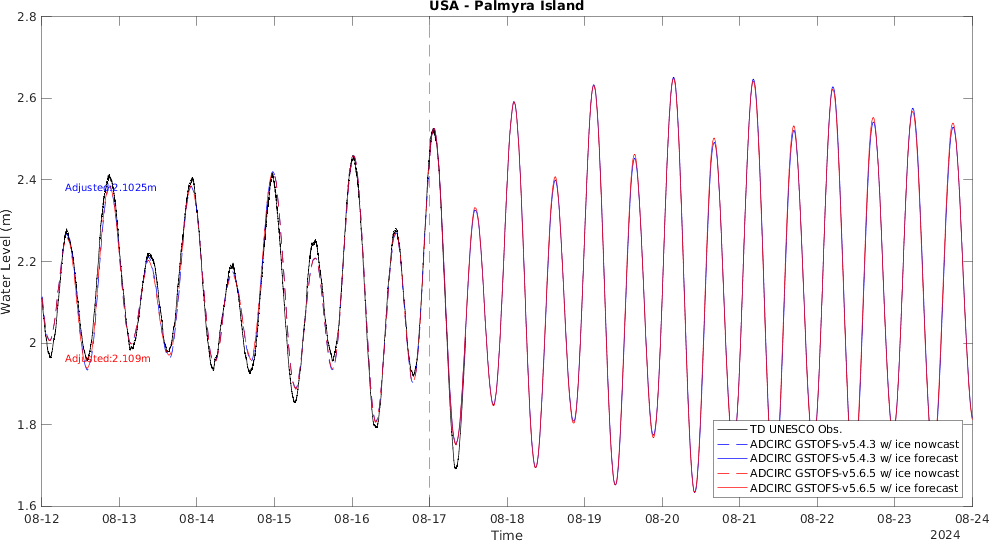 USA - Palmyra Island
2.8
2.6
2.4
2.2
2
1.8
1.6
Water Level (m)
Adjusted:2.1025m
Adjusted:2.109m
TD UNESCO Obs.
ADCIRC GSTOFS-v5.4.3 w/ ice nowcast
ADCIRC GSTOFS-v5.4.3 w/ ice forecast
ADCIRC GSTOFS-v5.6.5 w/ ice nowcast
ADCIRC GSTOFS-v5.6.5 w/ ice forecast
08-12 08-13 08-14 08-15 08-16 08-17 08-18 08-19 08-20 08-21 08-22 08-23 08-24
Time
2024